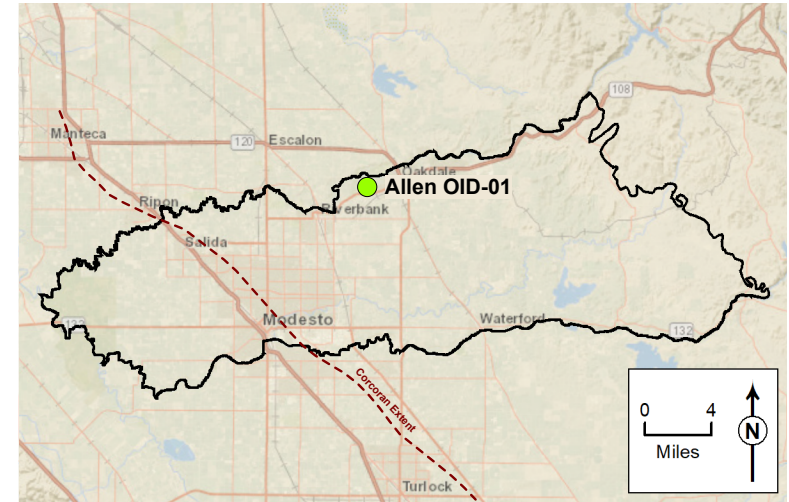 108
Manteca
120
Escalon
Oakdale
Allen OID-01
Ripon
Riverbank
Salida
Modesto
Waterford
132
132
Corcoran Extent
Turlock
0 4
Miles
N